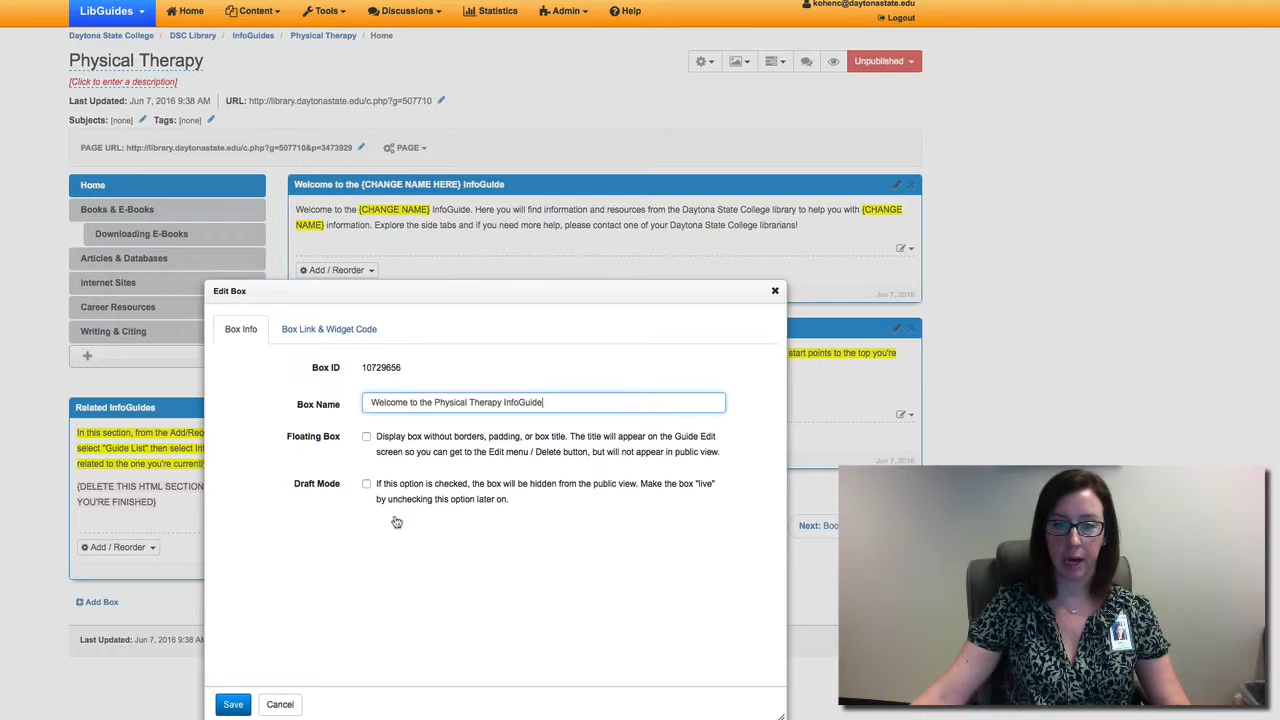 LibGuides Home Content Tools Discussions Statistics Admin Help
kohenc@daytonastate.edu
Logout
Daytona State College DSC Library InfoGuides Physical Therapy Home
Physical Therapy
Unpublished
[Click to enter a description]
Last Updated: Jun 7, 2016 9:38 AM URL: http://library.daytonastate.edu/c.php?g=507710
Subjects: [none] Tags: [none]
PAGE URL: http://library.daytonastate.edu/c.php?g=507710&p=3473929 PAGE
Home
Books & E-Books
Downloading E-Books
Articles & Databases
Internet Sites
Career Resources
Writing & Citing
Welcome to the {CHANGE NAME HERE} InfoGuide
Welcome to the {CHANGE NAME} InfoGuide. Here you will find information and resources from the Daytona State College library to help you with {CHANGE
NAME} information. Explore the side tabs and if you need more help, please contact one of your Daytona State College librarians!
Add / Reorder
Jun 7, 2016
start points to the top you're
Jun 7, 2016
Next: Boo
Related InfoGuides
In this section, from the Add/Reo
select "Guide List" then select In
related to the one you're currently
{DELETE THIS HTML SECTION
YOU'RE FINISHED}
Add / Reorder
Add Box
Last Updated: Jun 7, 2016 9:38 AM
Edit Box
Box Info Box Link & Widget Code
Box ID 10729656
Box Name Welcome to the Physical Therapy InfoGuide
Floating Box Display box without borders, padding, or box title. The title will appear on the Guide Edit
screen so you can get to the Edit menu / Delete button, but will not appear in public view.
Draft Mode If this option is checked, the box will be hidden from the public view. Make the box "live"
by unchecking this option later on.
Save Cancel